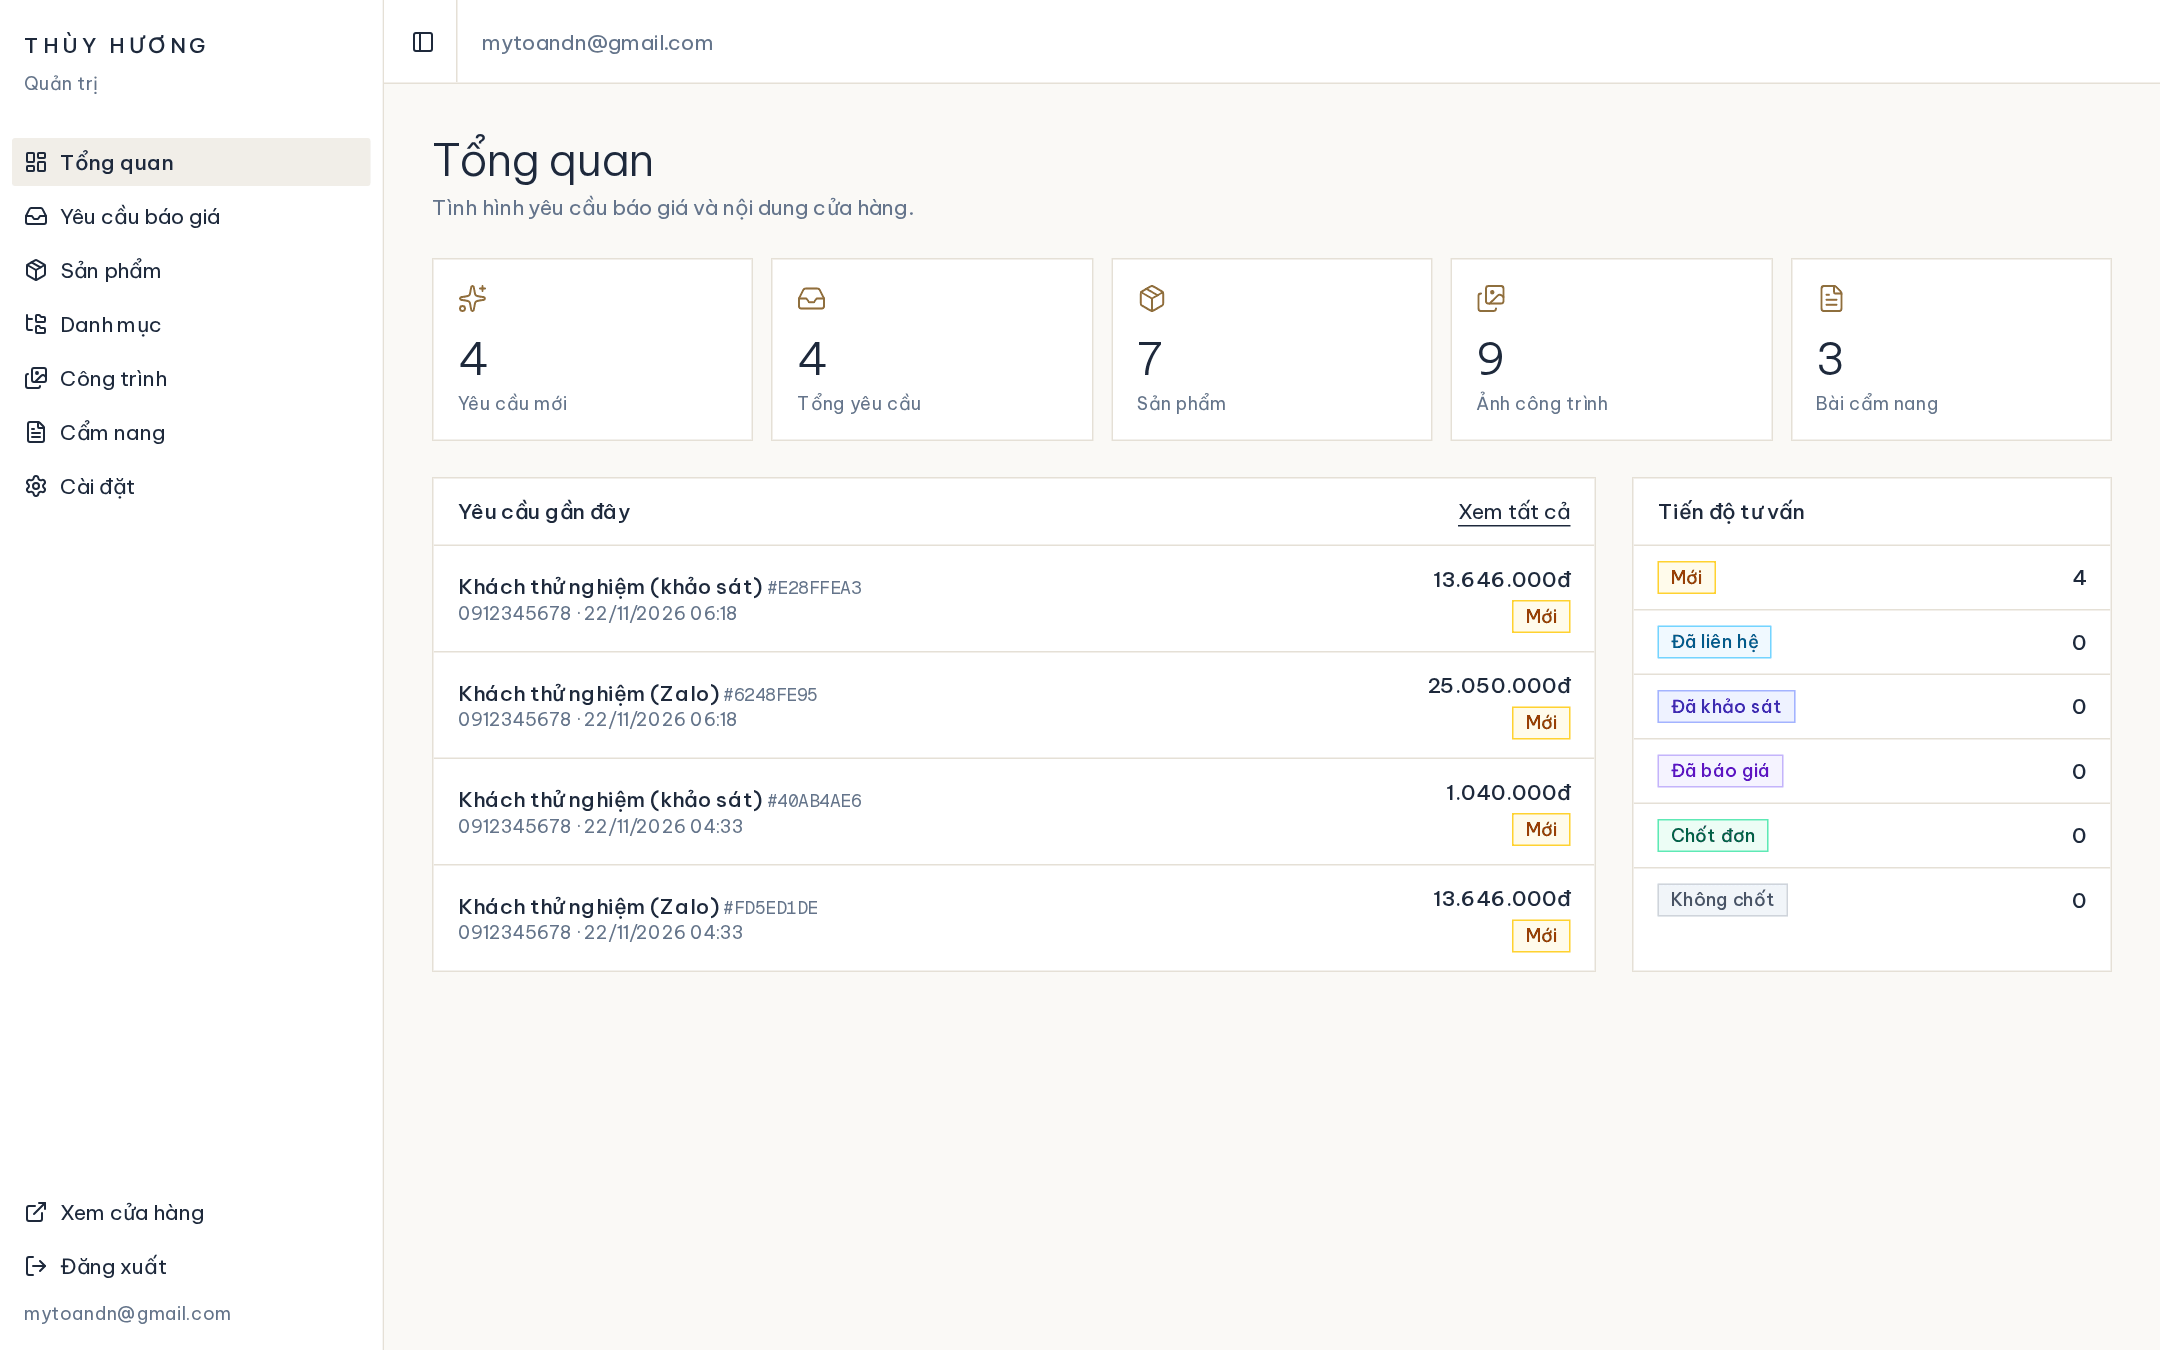 THÙY HƯƠNG
Quản trị
Tổng quan
Yêu cầu báo giá
Sản phẩm
Danh mục
Công trình
Cẩm nang
Cài đặt
Xem cửa hàng
Đăng xuất
mytoandn@gmail.com
mytoandn@gmail.com
Tổng quan
Tình hình yêu cầu báo giá và nội dung cửa hàng.
4
Yêu cầu mới
4
Tổng yêu cầu
7
Sản phẩm
9
Ảnh công trình
3
Bài cẩm nang
Yêu cầu gần đây
Xem tất cả
Khách thử nghiệm (khảo sát) #E28FFEA3
0912345678 · 22/11/2026 06:18
13.646.000đ
Mới
Khách thử nghiệm (Zalo) #6248FE95
0912345678 · 22/11/2026 06:18
25.050.000đ
Mới
Khách thử nghiệm (khảo sát) #40AB4AE6
0912345678 · 22/11/2026 04:33
1.040.000đ
Mới
Khách thử nghiệm (Zalo) #FD5ED1DE
0912345678 · 22/11/2026 04:33
13.646.000đ
Mới
Tiến độ tư vấn
Mới 4
Đã liên hệ 0
Đã khảo sát 0
Đã báo giá 0
Chốt đơn 0
Không chốt 0